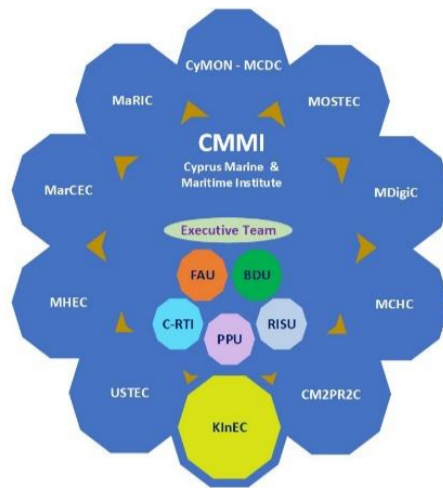 CyMON - MCDC
MaRIC
MOSTEC
CMMI
Cyprus Marine &
Maritime Institute
MarCEC
MDigiC
Executive Team
FAU
BDU
MHEC
MCHC
C-RTI
RISU
PPU
USTEC
CM2PR2C
KInEC